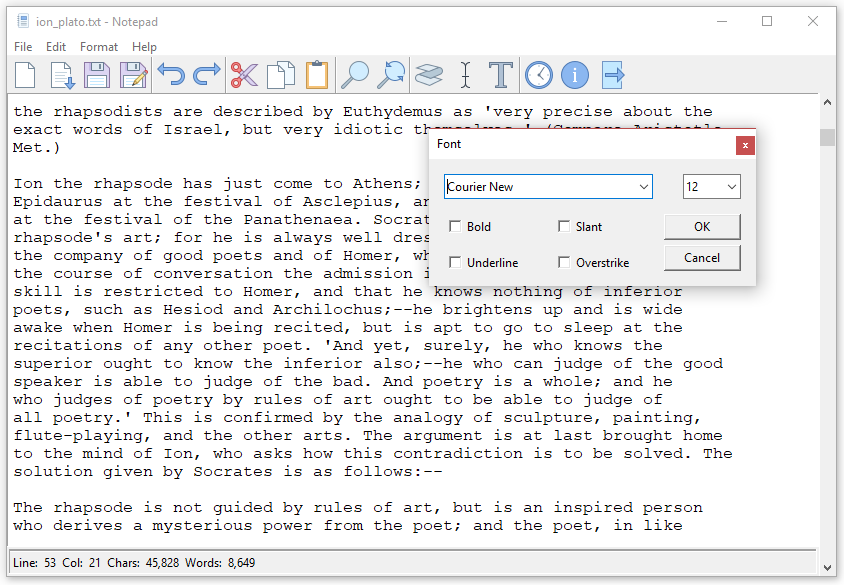 ion_plato.txt - Notepad
File Edit Format Help
the rhapsodists are described by Euthydemus as 'very precise about the
exact words of Israel, but very idiotic
Met.)
Font
Courier New 12
Bold Slant OK
Underline Overstrike Cancel
Ion the rhapsode has just come to Athens;
Epidaurus at the festival of Asclepius,
at the festival of the Panathenaea.
rhapsode's art; for he is always well
the company of good poets and of Homer,
the course of conversation the admission
skill is restricted to Homer, and that he knows nothing of inferior
poets, such as Hesiod and Archilochus;--he brightens up and is wide
awake when Homer is being recited, but is apt to go to sleep at the
recitations of any other poet. 'And yet, surely, he who knows the
superior ought to know the inferior also;--he who can judge of the good
speaker is able to judge of the bad. And poetry is a whole; and he
who judges of poetry by rules of art ought to be able to judge of
all poetry.' This is confirmed by the analogy of sculpture, painting,
flute-playing, and the other arts. The argument is at last brought home
to the mind of Ion, who asks how this contradiction is to be solved. The
solution given by Socrates is as follows:--
The rhapsode is not guided by rules of art, but is an inspired person
who derives a mysterious power from the poet; and the poet, in like
Line: 53 Col: 21 Chars: 45,828 Words: 8,649